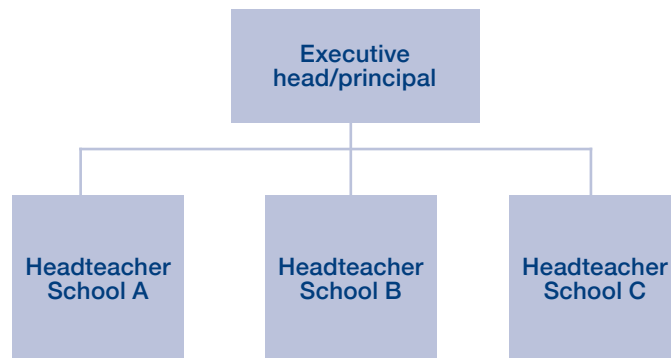 Executive
head/principal
Headteacher
School A
Headteacher
School B
Headteacher
School C